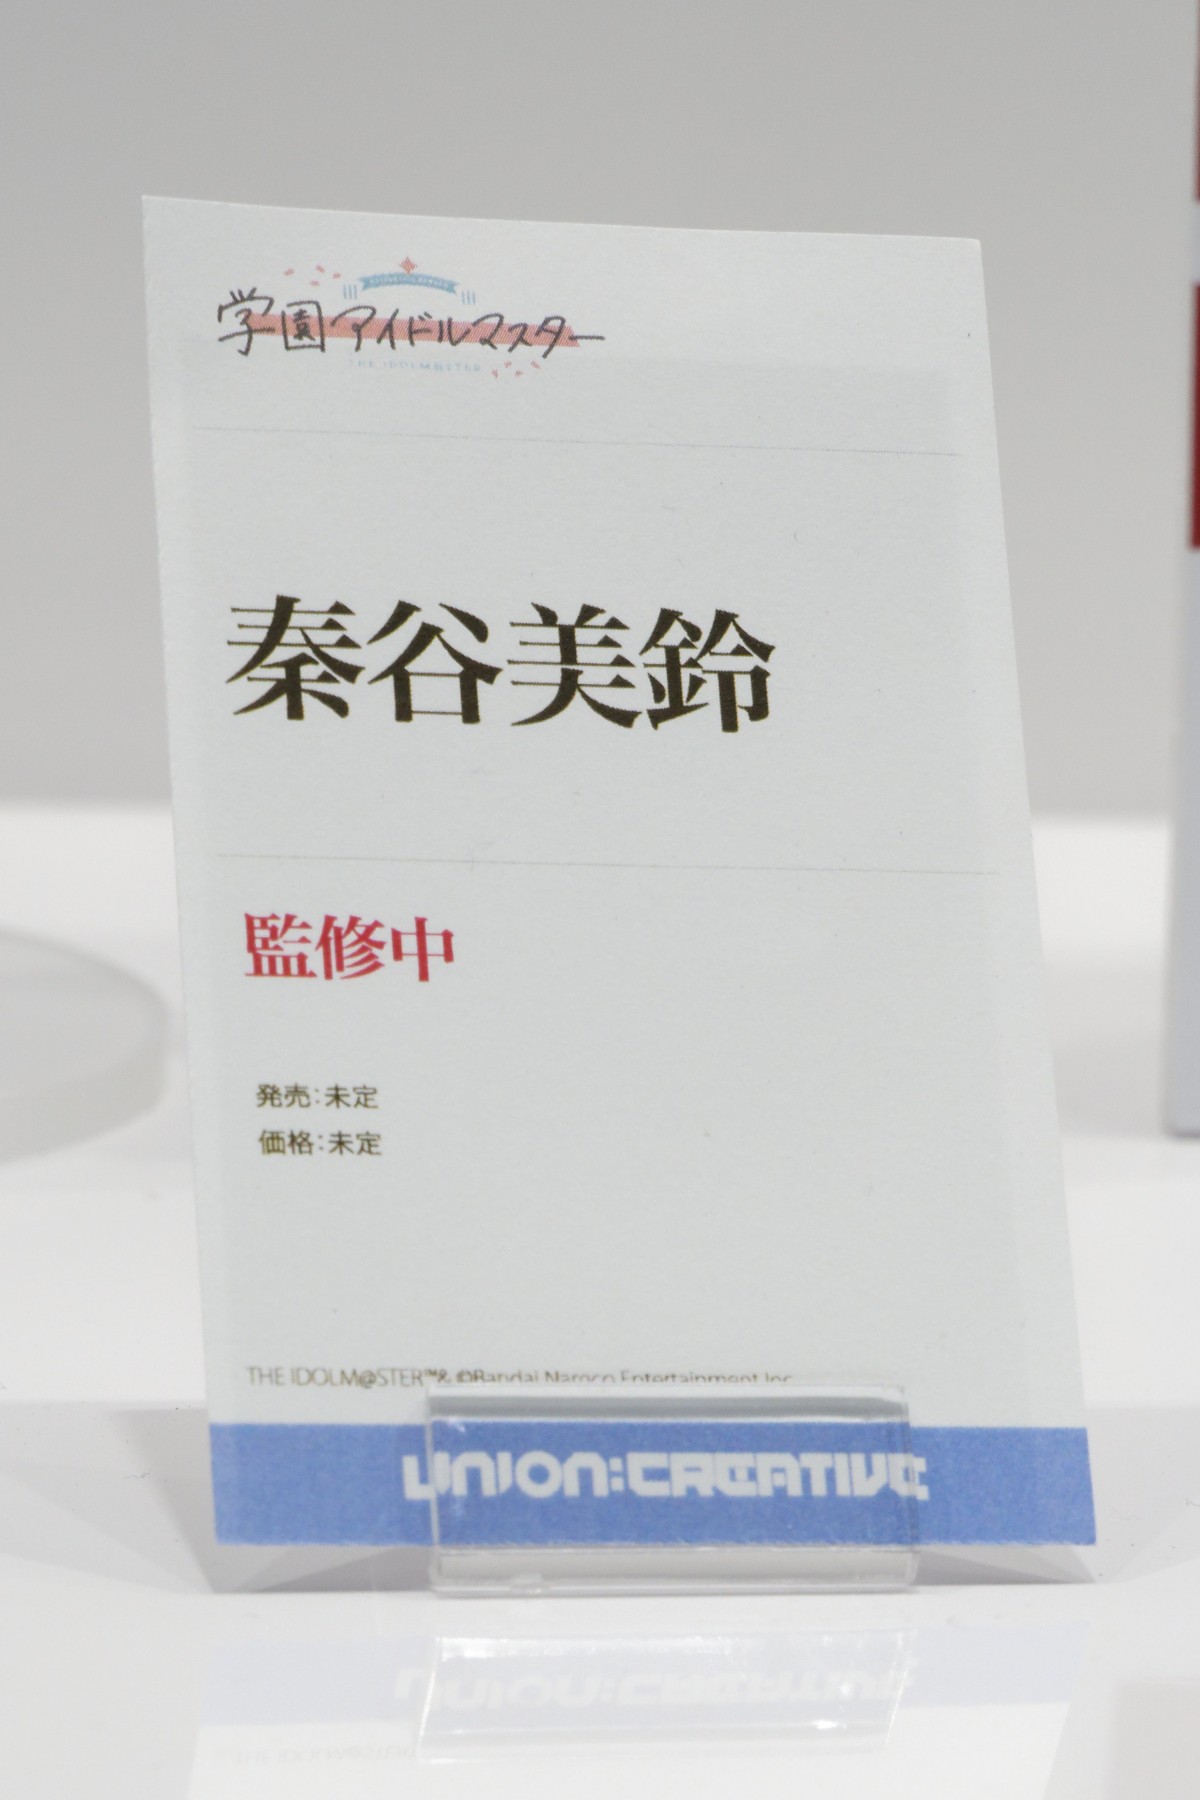 学園アイドルマスター
THE IDOLM@STER
秦谷美鈴
監修中
発売:未定
価格:未定
THE IDOLM@STER™& ©Bandai Namco Entertainment Inc.
UNION:CREATIVE